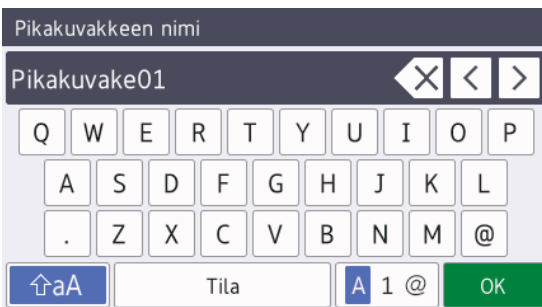 Pikakuvakkeen nimi
Pikakuvake01
Q W E R T Y U I O P
A S D F G H J K L
. Z X C V B N M @
aA Tila A 1 @ OK